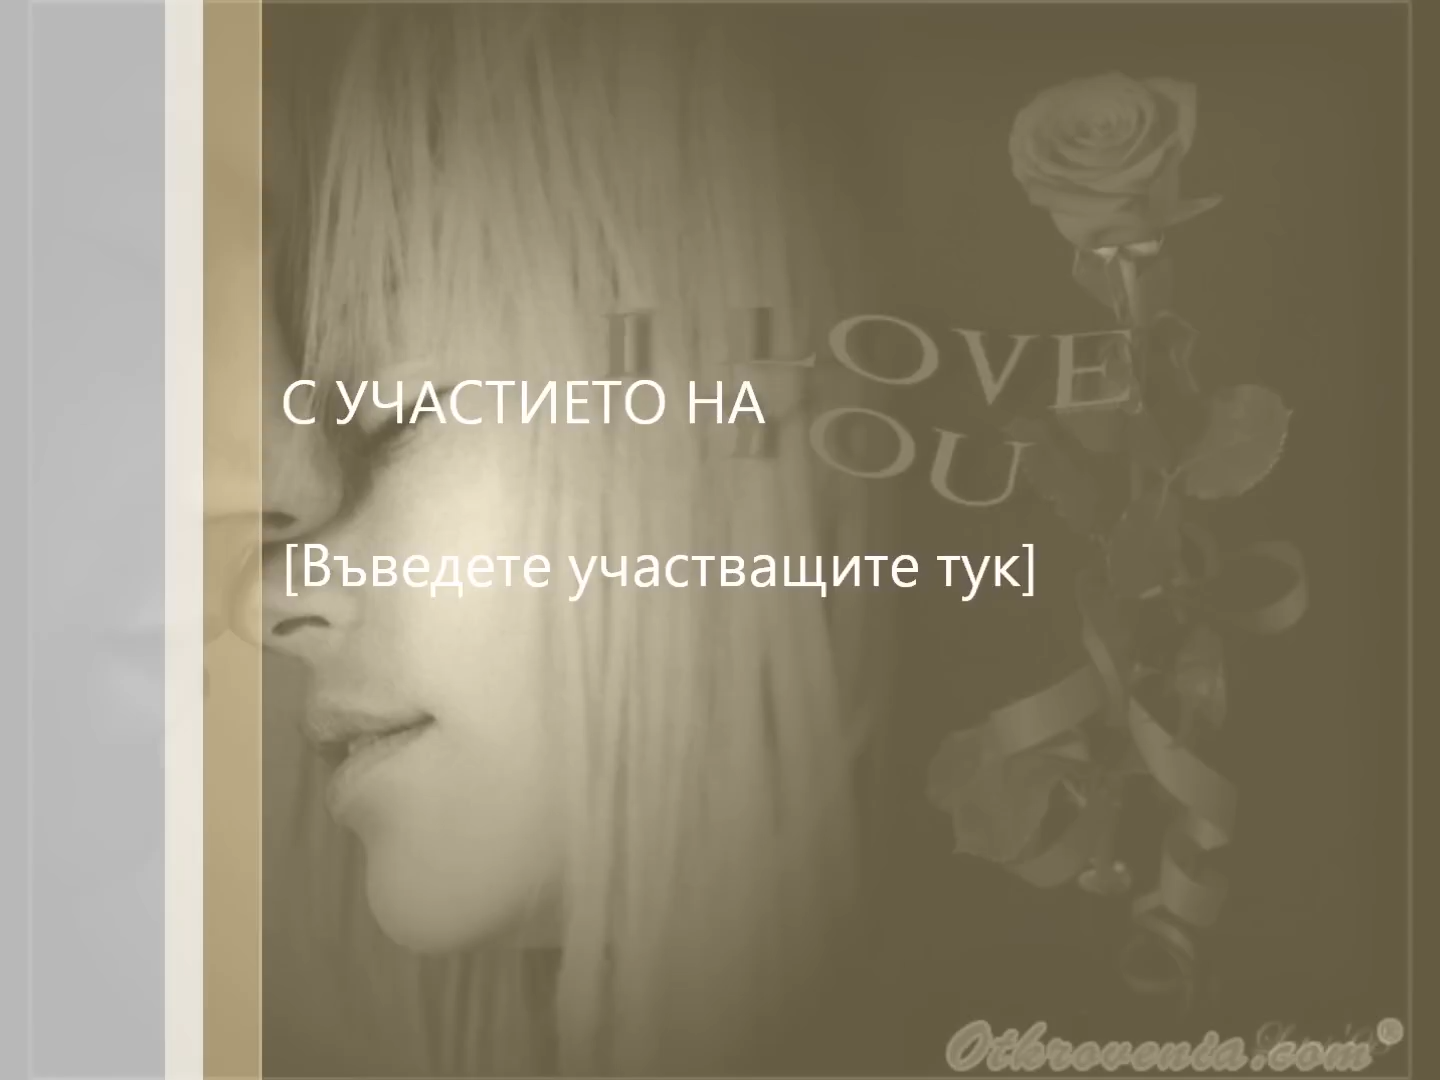 I LOVE
С УЧАСТИЕТО НА
YOU
[Въведете участващите тук]
Otkrovenia.com®